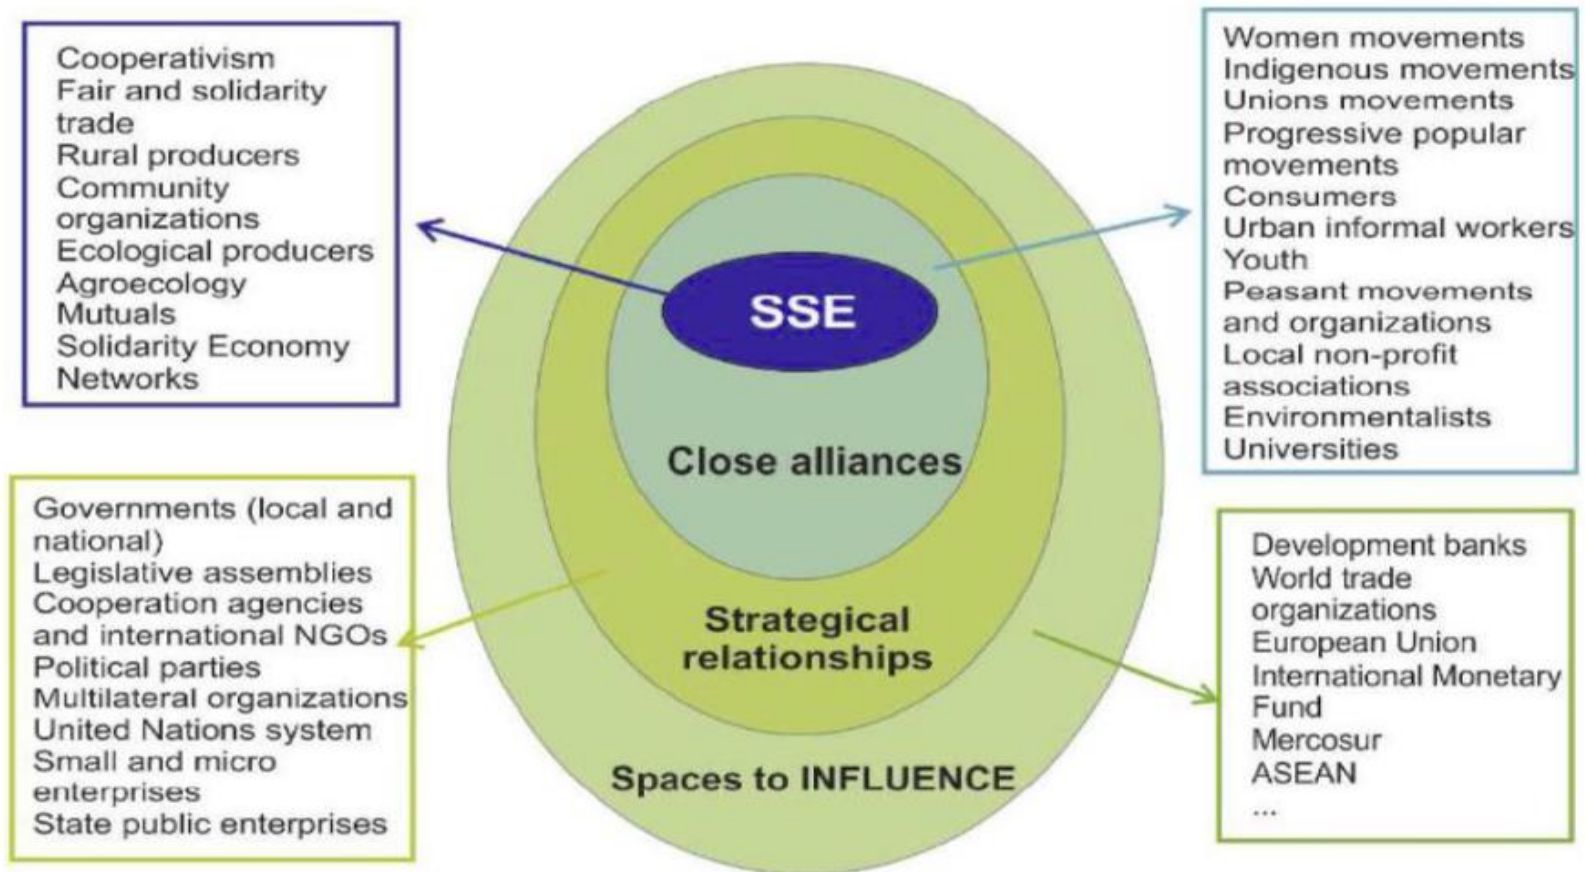 Cooperativism
Fair and solidarity
trade
Rural producers
Community
organizations
Ecological producers
Agroecology
Mutuals
Solidarity Economy
Networks
Women movements
Indigenous movements
Unions movements
Progressive popular
movements
Consumers
Urban informal workers
Youth
Peasant movements
and organizations
Local non-profit
associations
Environmentalists
Universities
SSE
Close alliances
Strategical
relationships
Spaces to INFLUENCE
Governments (local and
national)
Legislative assemblies
Cooperation agencies
and international NGOs
Political parties
Multilateral organizations
United Nations system
Small and micro
enterprises
State public enterprises
Development banks
World trade
organizations
European Union
International Monetary
Fund
Mercosur
ASEAN
...